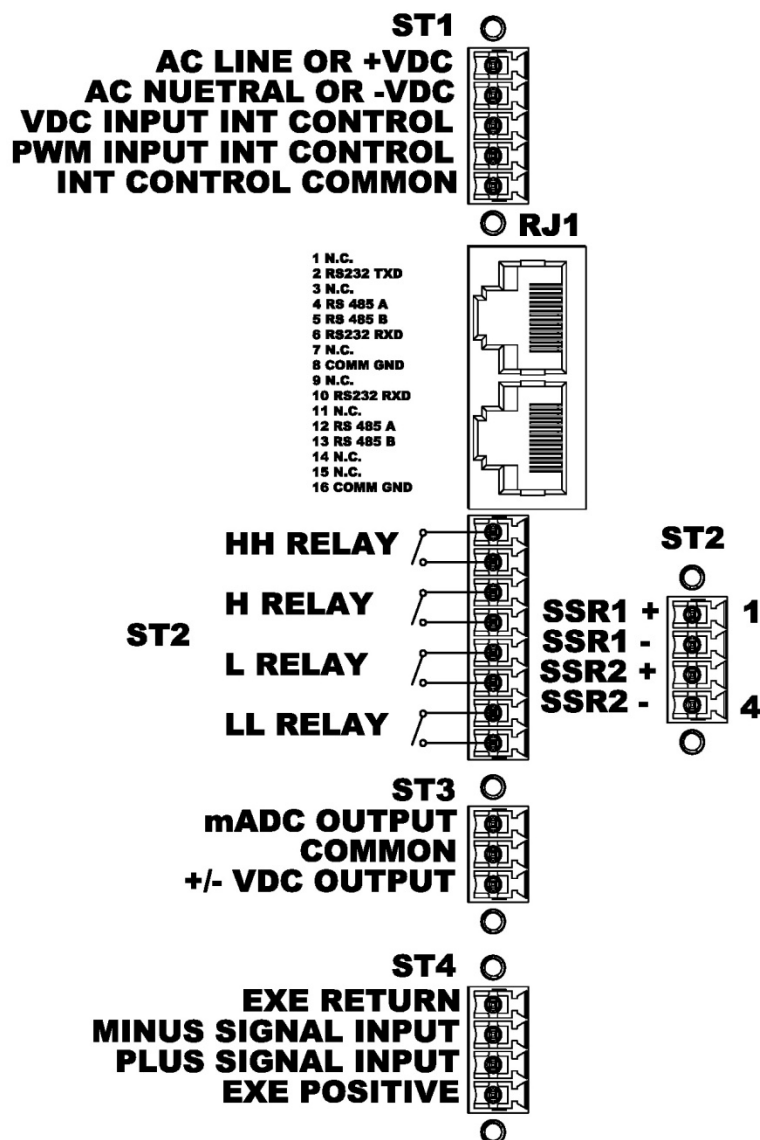 ST1
AC LINE OR +VDC
AC NUETRAL OR -VDC
VDC INPUT INT CONTROL
PWM INPUT INT CONTROL
INT CONTROL COMMON
RJ1
1 N.C.
2 RS232 TXD
3 N.C.
4 RS 485 A
5 RS 485 B
6 RS232 RXD
7 N.C.
8 COMM GND
9 N.C.
10 RS232 RXD
11 N.C.
12 RS 485 A
13 RS 485 B
14 N.C.
15 N.C.
16 COMM GND
HH RELAY
H RELAY
ST2
L RELAY
LL RELAY
ST2
SSR1 + 1
SSR1 -
SSR2 +
SSR2 - 4
ST3
mADC OUTPUT
COMMON
+/- VDC OUTPUT
ST4
EXE RETURN
MINUS SIGNAL INPUT
PLUS SIGNAL INPUT
EXE POSITIVE